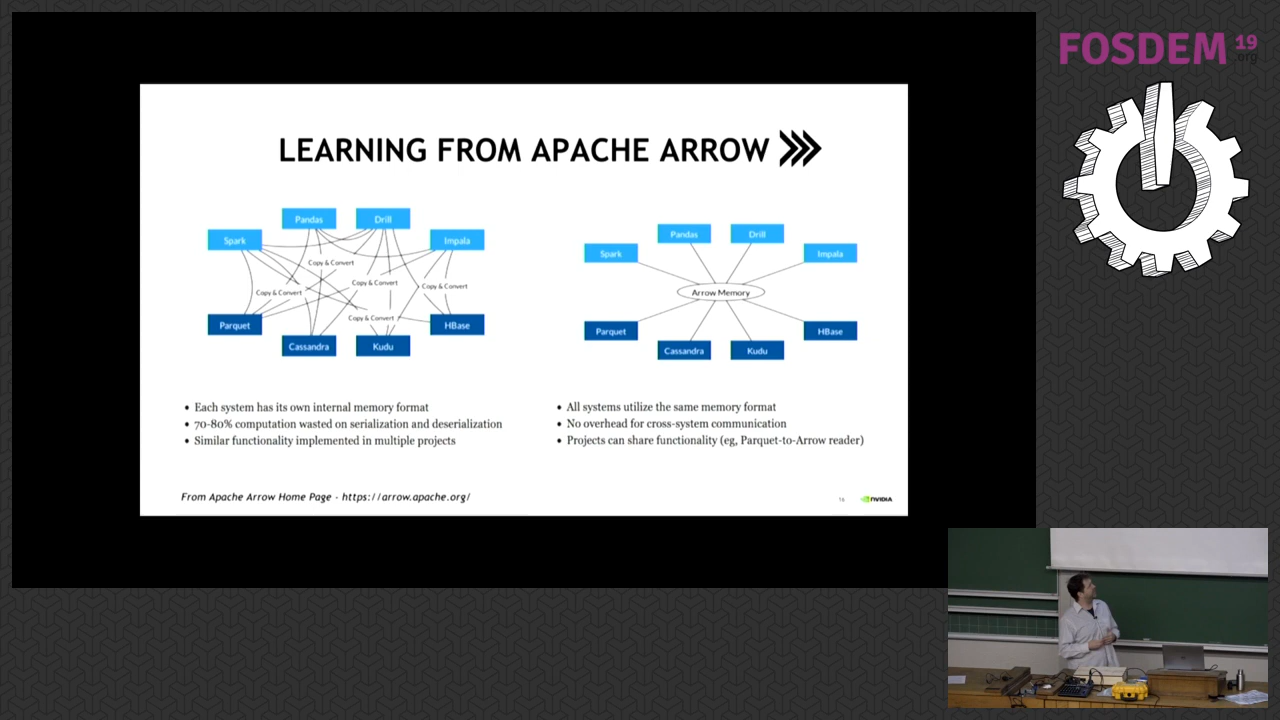 FOSDEM 19
.org
LEARNING FROM APACHE ARROW
Pandas
Drill
Spark
Impala
Copy & Convert
Copy & Convert
Copy & Convert
Copy & Convert
Copy & Convert
Parquet
HBase
Cassandra
Kudu
Pandas
Drill
Spark
Impala
Arrow Memory
Parquet
HBase
Cassandra
Kudu
• Each system has its own internal memory format
• 70-80% computation wasted on serialization and deserialization
• Similar functionality implemented in multiple projects
• All systems utilize the same memory format
• No overhead for cross-system communication
• Projects can share functionality (eg, Parquet-to-Arrow reader)
From Apache Arrow Home Page - https://arrow.apache.org/
NVIDIA